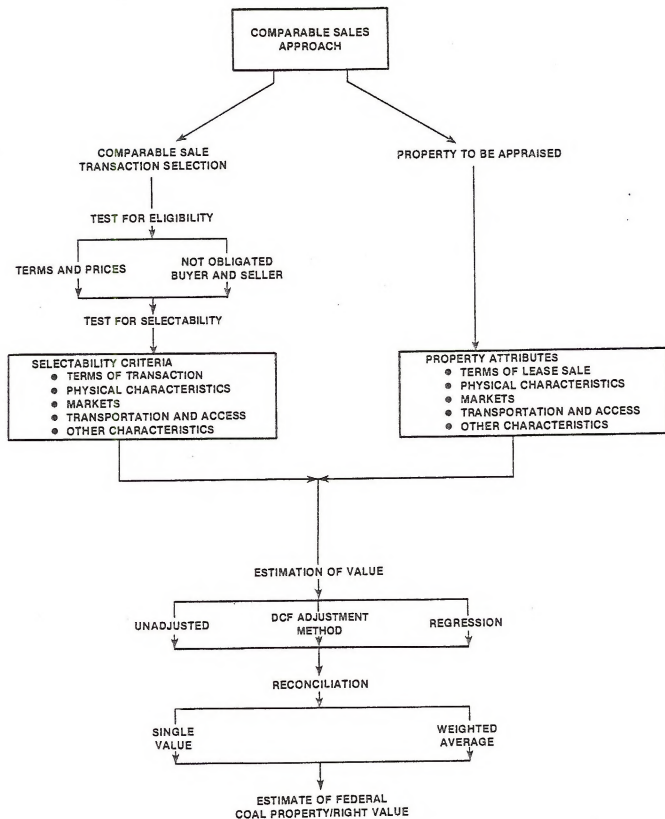 COMPARABLE SALES
APPROACH
COMPARABLE SALE
TRANSACTION SELECTION
PROPERTY TO BE APPRAISED
TEST FOR ELIGIBILITY
TERMS AND PRICES
NOT OBLIGATED
BUYER AND SELLER
TEST FOR SELECTABILITY
SELECTABILITY CRITERIA
● TERMS OF TRANSACTION
● PHYSICAL CHARACTERISTICS
● MARKETS
● TRANSPORTATION AND ACCESS
● OTHER CHARACTERISTICS
PROPERTY ATTRIBUTES
● TERMS OF LEASE SALE
● PHYSICAL CHARACTERISTICS
● MARKETS
● TRANSPORTATION AND ACCESS
● OTHER CHARACTERISTICS
ESTIMATION OF VALUE
UNADJUSTED
DCF ADJUSTMENT
METHOD
REGRESSION
RECONCILIATION
SINGLE
VALUE
WEIGHTED
AVERAGE
ESTIMATE OF FEDERAL
COAL PROPERTY/RIGHT VALUE